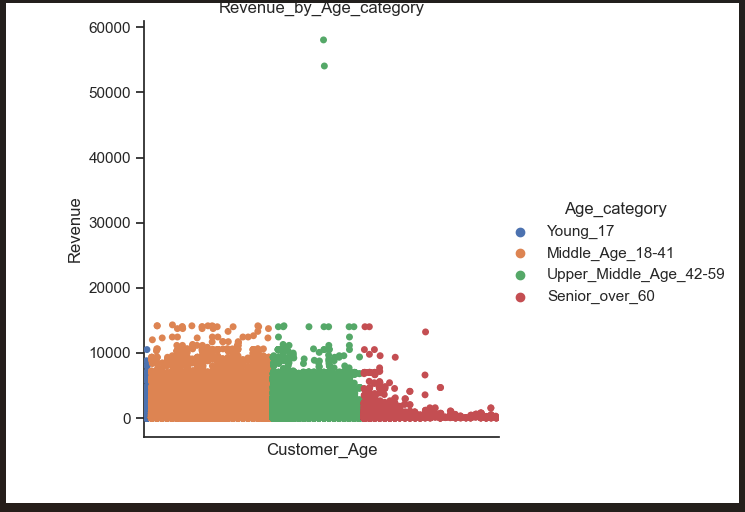 Revenue_by_Age_category
60000
50000
40000
30000
20000
10000
0
Revenue
Customer_Age
Age_category
Young_17
Middle_Age_18-41
Upper_Middle_Age_42-59
Senior_over_60